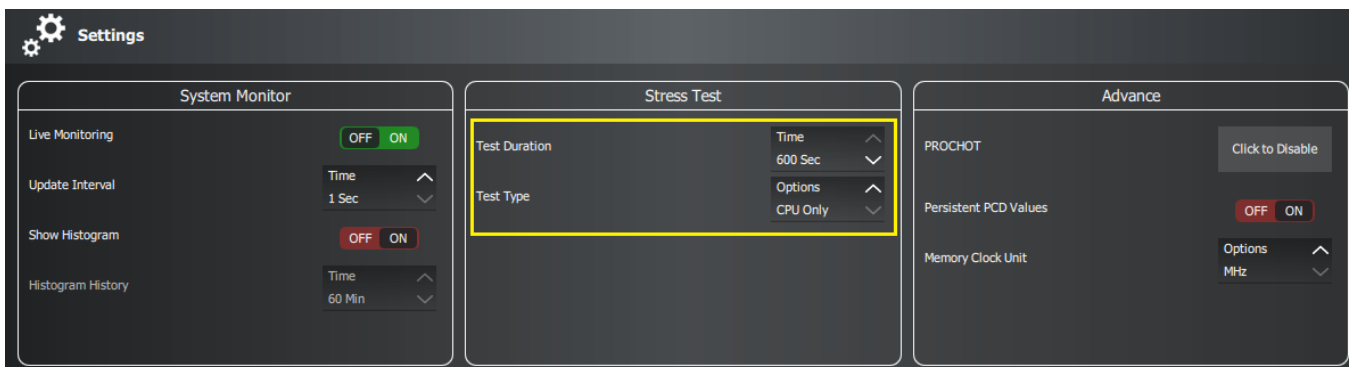 Settings
System Monitor
Live Monitoring
OFF ON
Update Interval
Time
1 Sec
Show Histogram
OFF ON
Histogram History
Time
60 Min
Stress Test
Test Duration
Time
600 Sec
Test Type
Options
CPU Only
Advance
PROCHOT
Click to Disable
Persistent PCD Values
OFF ON
Memory Clock Unit
Options
MHz